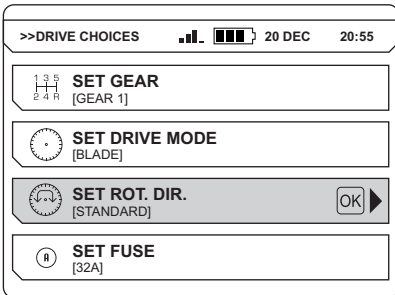 >>DRIVE CHOICES 20 DEC 20:55
1 3 5
2 4 R
SET GEAR
[GEAR 1]
SET DRIVE MODE
[BLADE]
SET ROT. DIR.
[STANDARD]
OK
A
SET FUSE
[32A]